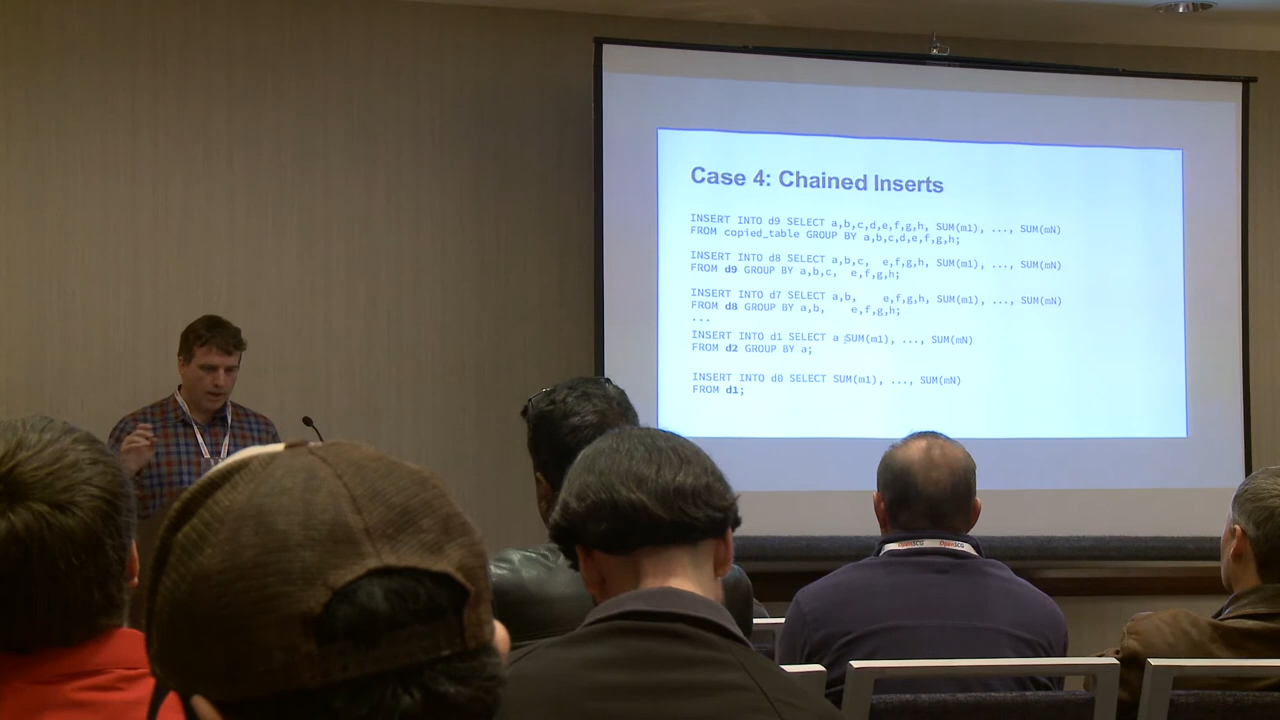 Case 4: Chained Inserts
INSERT INTO d9 SELECT a,b,c,d,e,f,g,h, SUM(m1), ..., SUM(mN)
FROM copied_table GROUP BY a,b,c,d,e,f,g,h;
INSERT INTO d8 SELECT a,b,c,  e,f,g,h, SUM(m1), ..., SUM(mN)
FROM d9 GROUP BY a,b,c,  e,f,g,h;
INSERT INTO d7 SELECT a,b,    e,f,g,h, SUM(m1), ..., SUM(mN)
FROM d8 GROUP BY a,b,    e,f,g,h;
...
INSERT INTO d1 SELECT a SUM(m1), ..., SUM(mN)
FROM d2 GROUP BY a;
INSERT INTO d0 SELECT SUM(m1), ..., SUM(mN)
FROM d1;
OpenSCG OpenSCG